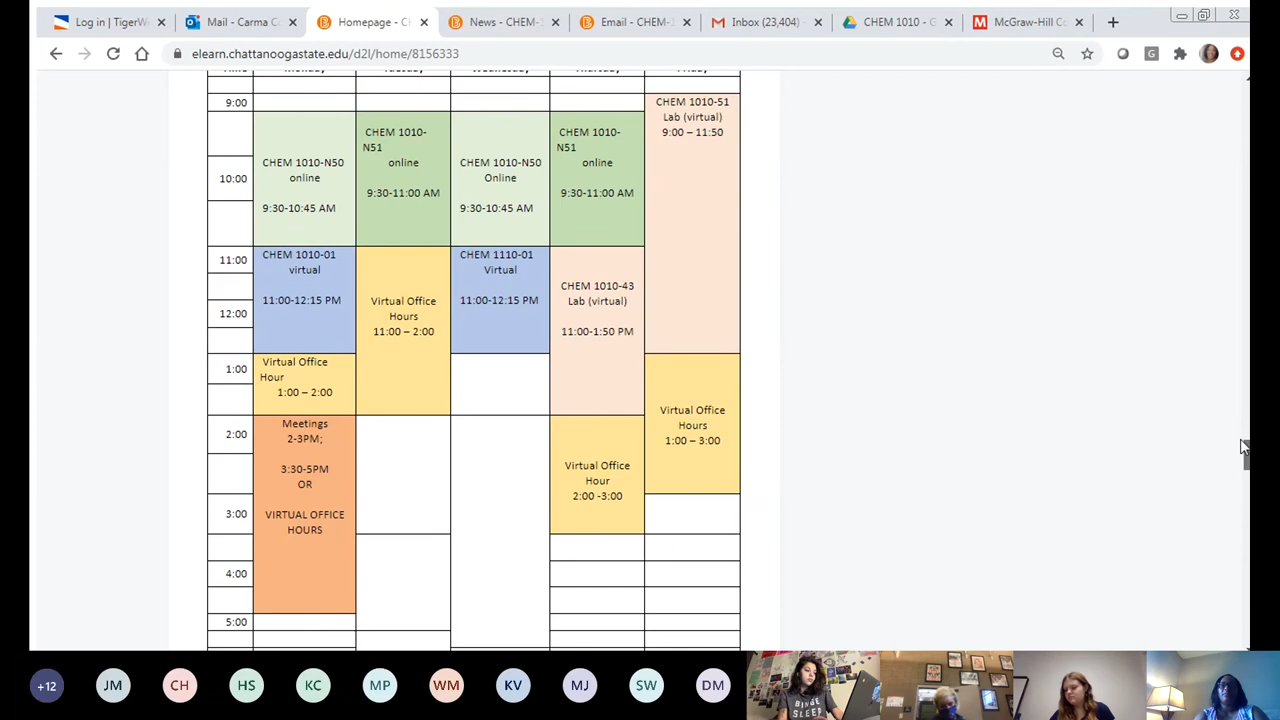 Log in | TigerWe
Mail - Carma C
Homepage - C
News - CHEM-1
Email - CHEM-
Inbox (23,404) -
CHEM 1010 - G
McGraw-Hill Co
elearn.chattanoogastate.edu/d2l/home/8156333
G
9:00
10:00
11:00
12:00
1:00
2:00
3:00
4:00
5:00
CHEM 1010-N50
online
9:30-10:45 AM
CHEM 1010-01
virtual
11:00-12:15 PM
Virtual Office
Hour
1:00 – 2:00
Meetings
2-3PM;
3:30-5PM
OR
VIRTUAL OFFICE
HOURS
CHEM 1010-
N51
online
9:30-11:00 AM
Virtual Office
Hours
11:00 – 2:00
CHEM 1010-N50
Online
9:30-10:45 AM
CHEM 1110-01
Virtual
11:00-12:15 PM
CHEM 1010-
N51
online
9:30-11:00 AM
CHEM 1010-43
Lab (virtual)
11:00-1:50 PM
Virtual Office
Hour
2:00 -3:00
CHEM 1010-51
Lab (virtual)
9:00 – 11:50
Virtual Office
Hours
1:00 – 3:00
+12
JM
CH
HS
KC
MP
WM
KV
MJ
SW
DM
BINGE
SLEEP